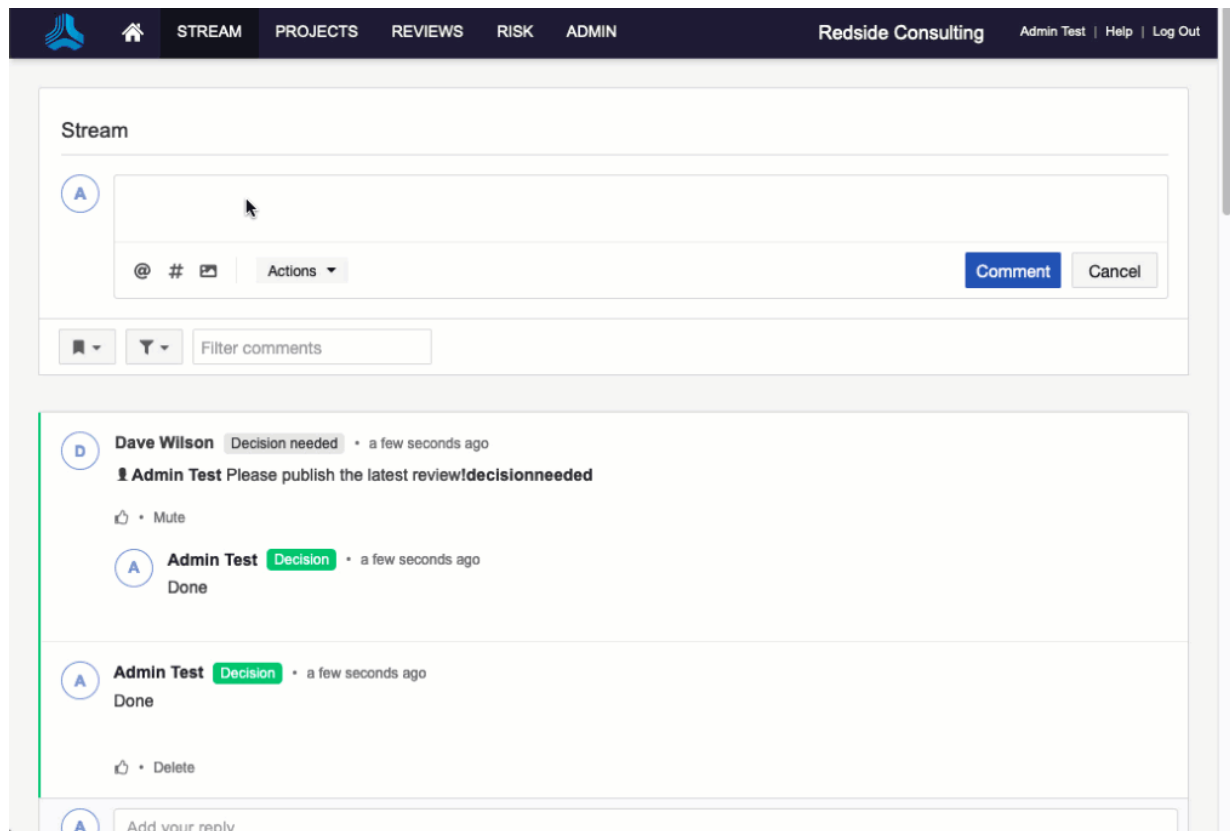 STREAM PROJECTS REVIEWS RISK ADMIN Redside Consulting Admin Test | Help | Log Out
Stream
A
@ # Actions Comment Cancel
Filter comments
D Dave Wilson Decision needed • a few seconds ago
Admin Test Please publish the latest review!decisionneeded
• Mute
A Admin Test Decision • a few seconds ago
Done
A Admin Test Decision • a few seconds ago
Done
• Delete
A Add your reply